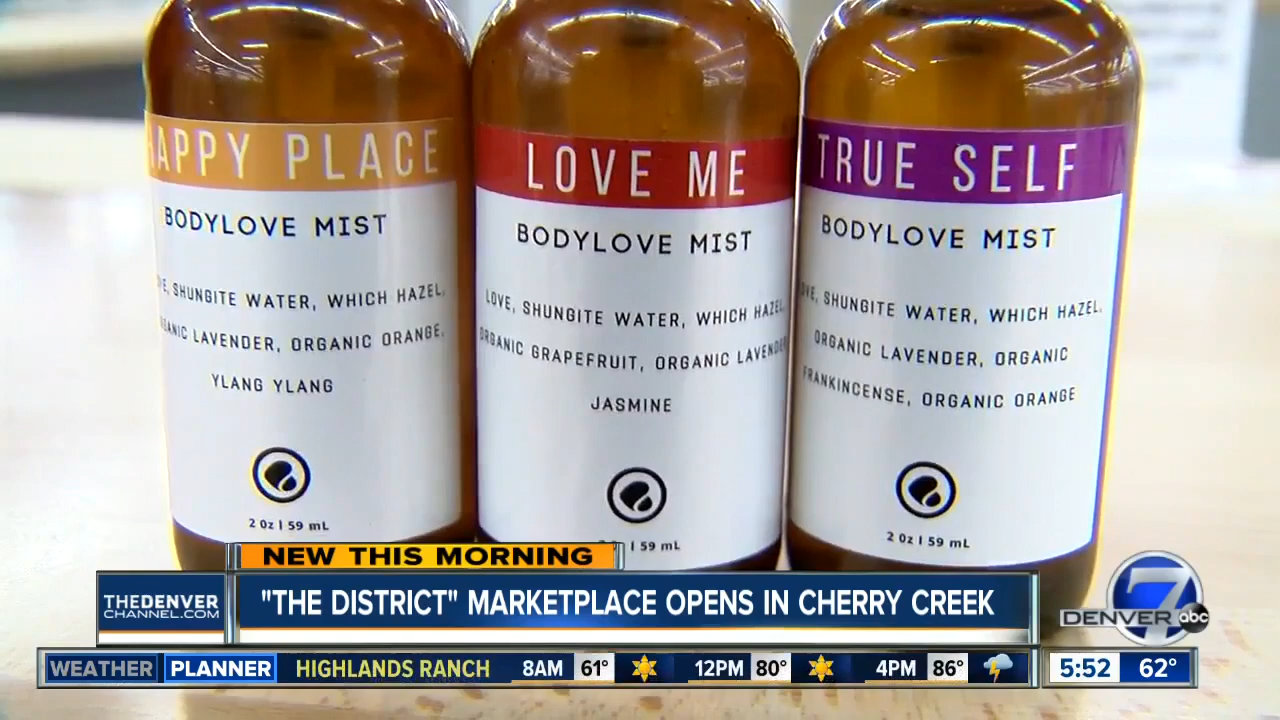 HAPPY PLACE
BODYLOVE MIST
SHUNGITE WATER, WHICH HAZEL,
LAVENDER, ORGANIC ORANGE,
YLANG YLANG
2 Oz | 59 mL
LOVE ME
BODYLOVE MIST
LOVE, SHUNGITE WATER, WHICH HAZEL,
ORGANIC GRAPEFRUIT, ORGANIC LAVENDER
JASMINE
| 59 mL
TRUE SELF
BODYLOVE MIST
SHUNGITE WATER, WHICH HAZEL,
ORGANIC LAVENDER, ORGANIC
FRANKINCENSE, ORGANIC ORANGE
2 Oz | 59 mL
NEW THIS MORNING
THEDENVER
CHANNEL.COM
"THE DISTRICT" MARKETPLACE OPENS IN CHERRY CREEK
DENVER 7 abc
WEATHER PLANNER HIGHLANDS RANCH 8AM 61° 12PM 80° 4PM 86° 5:52 62°